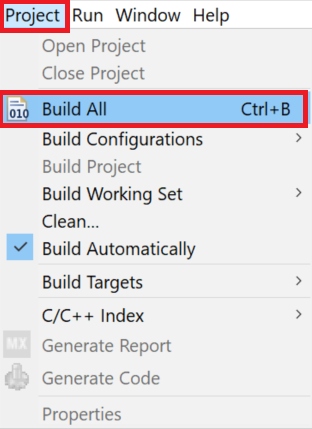 Project Run Window Help
Open Project
Close Project
010 Build All Ctrl+B
Build Configurations
Build Project
Build Working Set
Clean...
Build Automatically
Build Targets
C/C++ Index
MX Generate Report
Generate Code
Properties